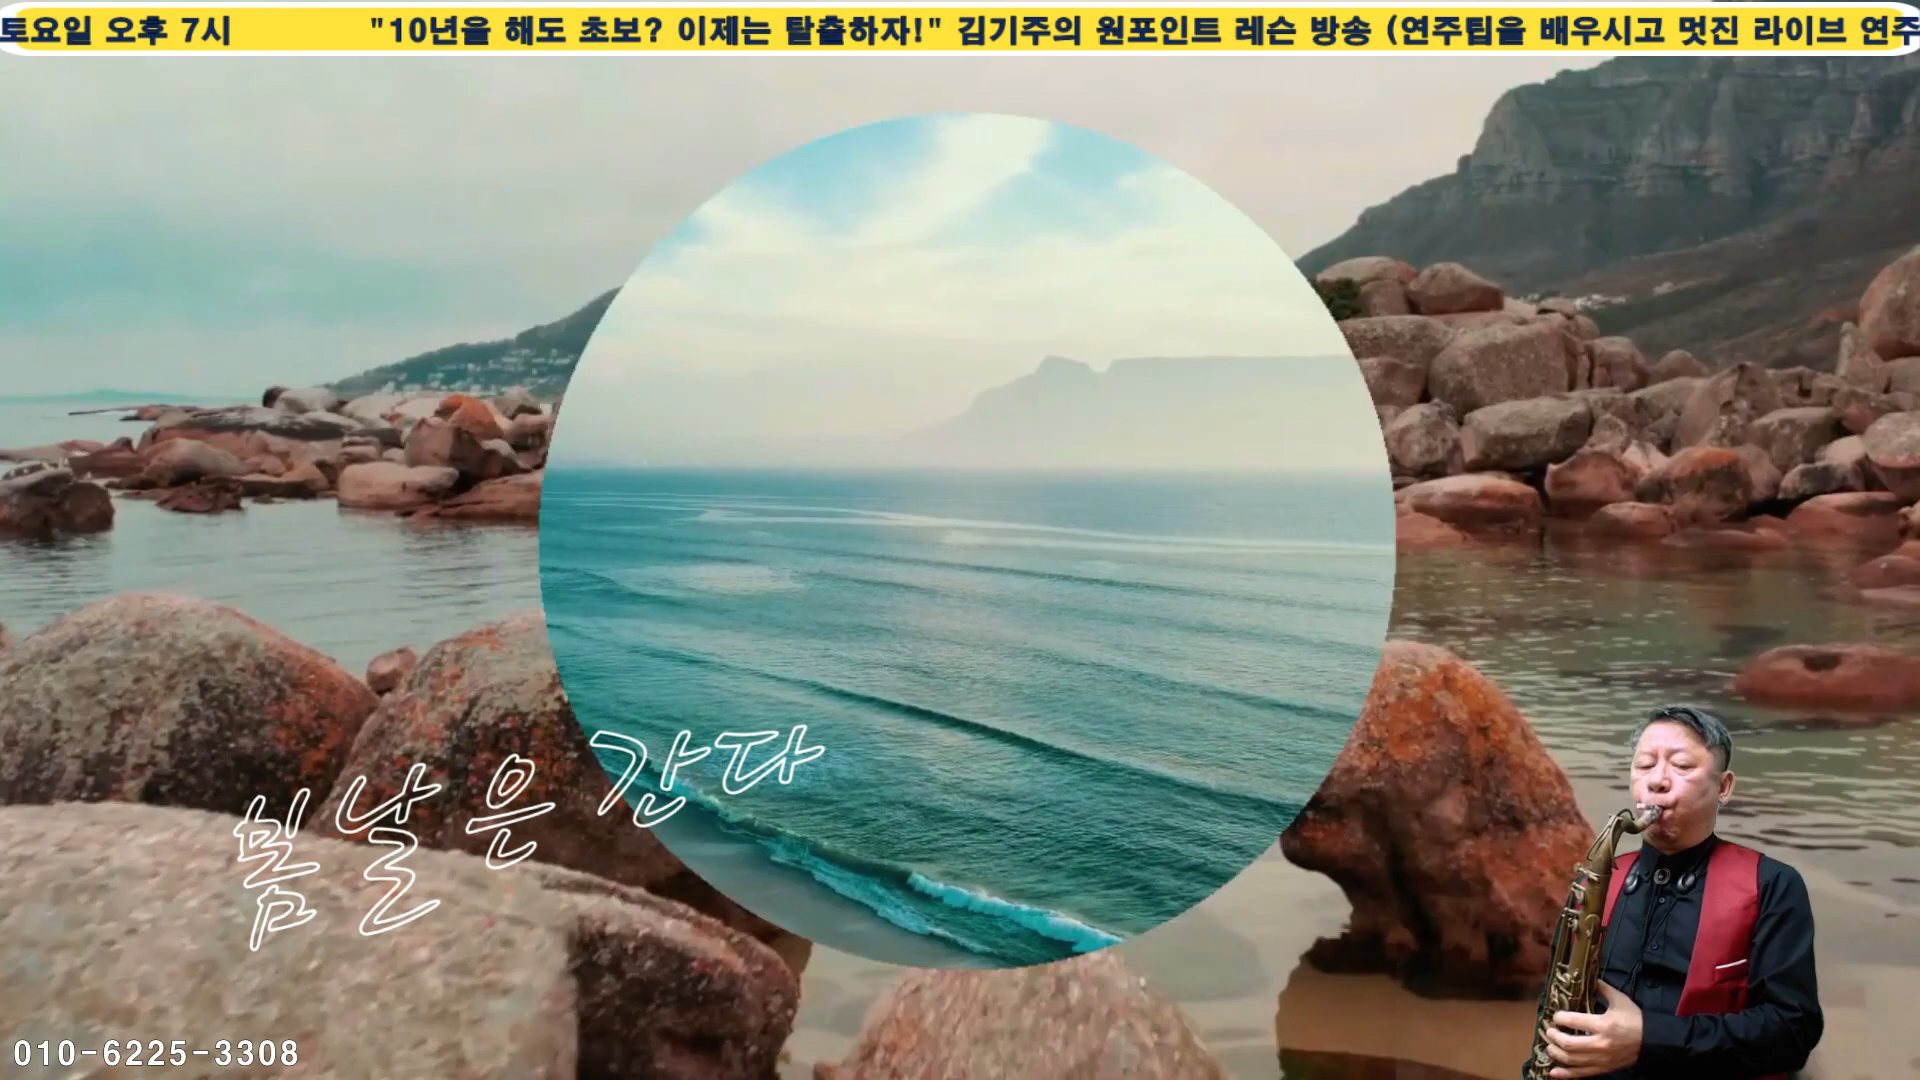 토요일 오후 7시 "10년을 해도 초보? 이제는 탈출하자!" 김기주의 원포인트 레슨 방송 (연주팁을 배우시고 멋진 라이브 연주
봄날은 간다
010-6225-3308